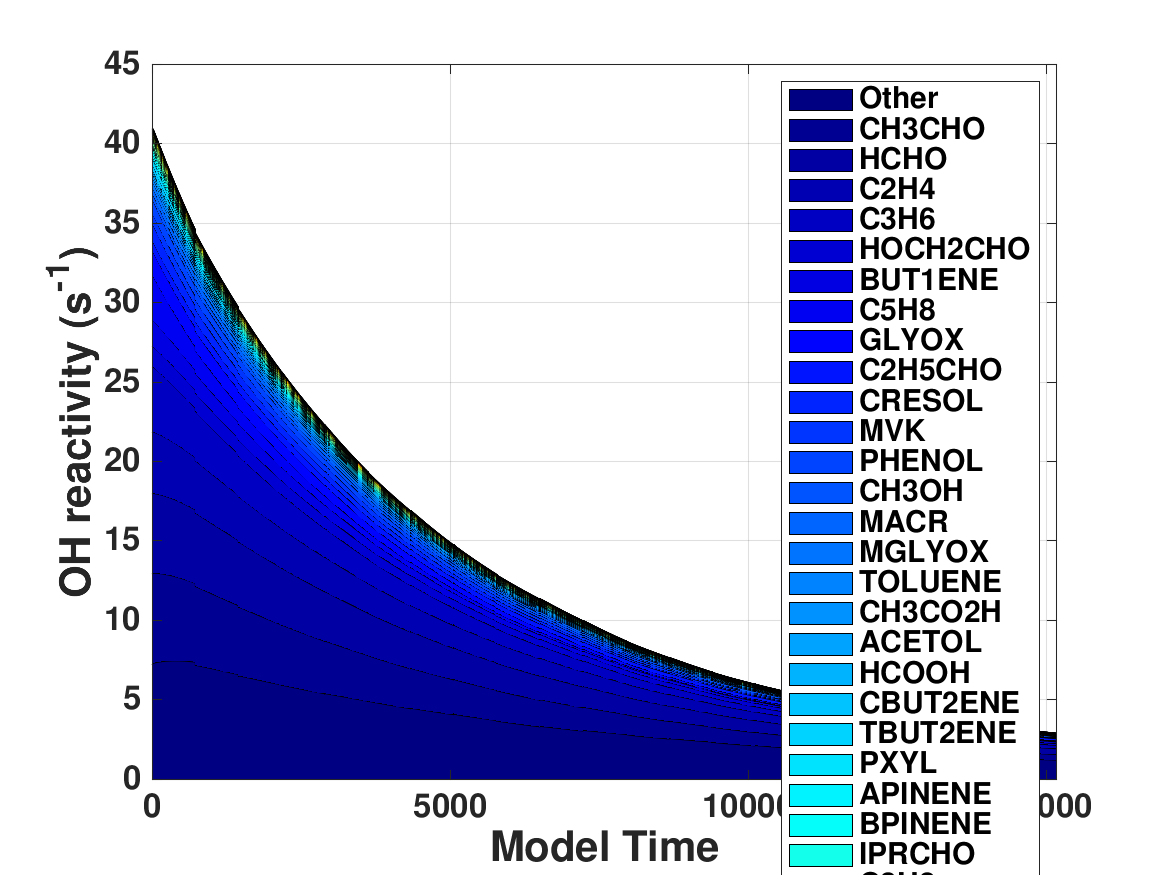 45
40
35
30
25
20
15
10
5
0
OH reactivity (s-1)
0
5000
10000
000
Model Time
Other
CH3CHO
HCHO
C2H4
C3H6
HOCH2CHO
BUT1ENE
C5H8
GLYOX
C2H5CHO
CRESOL
MVK
PHENOL
CH3OH
MACR
MGLYOX
TOLUENE
CH3CO2H
ACETOL
HCOOH
CBUT2ENE
TBUT2ENE
PXYL
APINENE
BPINENE
IPRCHO